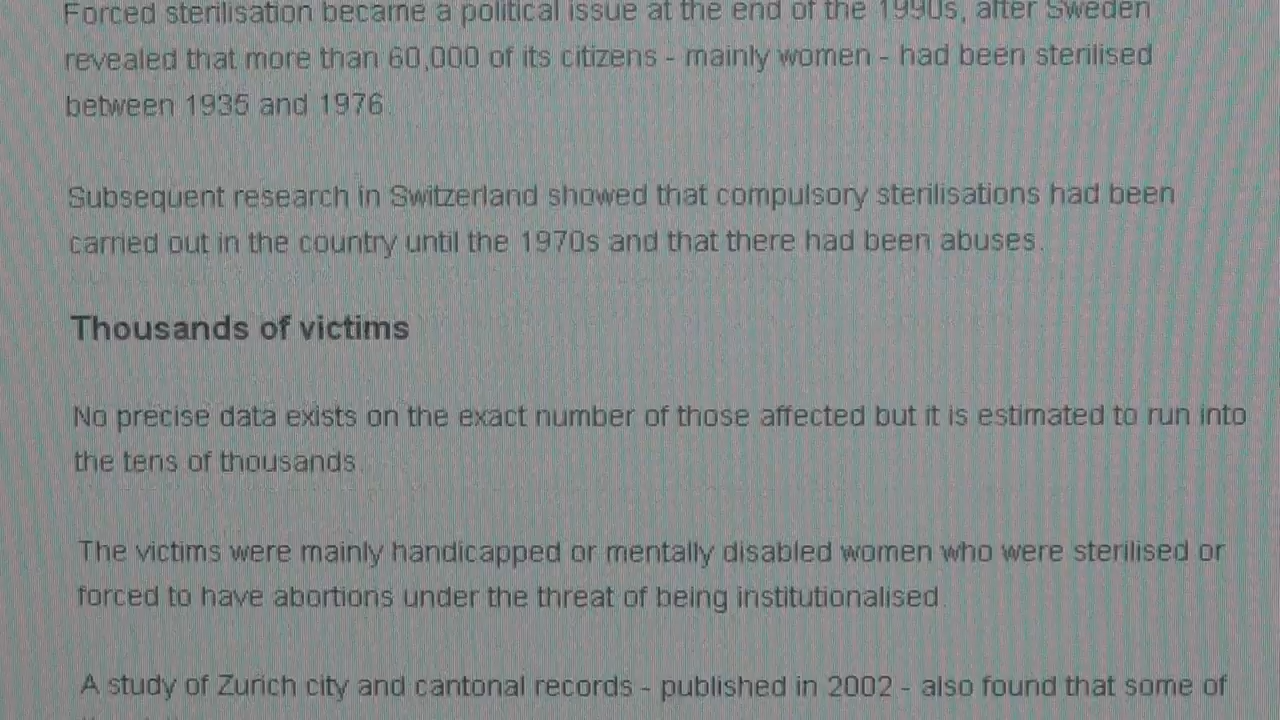 Forced sterilisation became a political issue at the end of the 1990s, after Sweden
revealed that more than 60,000 of its citizens - mainly women - had been sterilised
between 1935 and 1976.
Subsequent research in Switzerland showed that compulsory sterilisations had been
carried out in the country until the 1970s and that there had been abuses.
Thousands of victims
No precise data exists on the exact number of those affected but it is estimated to run into
the tens of thousands.
The victims were mainly handicapped or mentally disabled women who were sterilised or
forced to have abortions under the threat of being institutionalised.
A study of Zurich city and cantonal records - published in 2002 - also found that some of